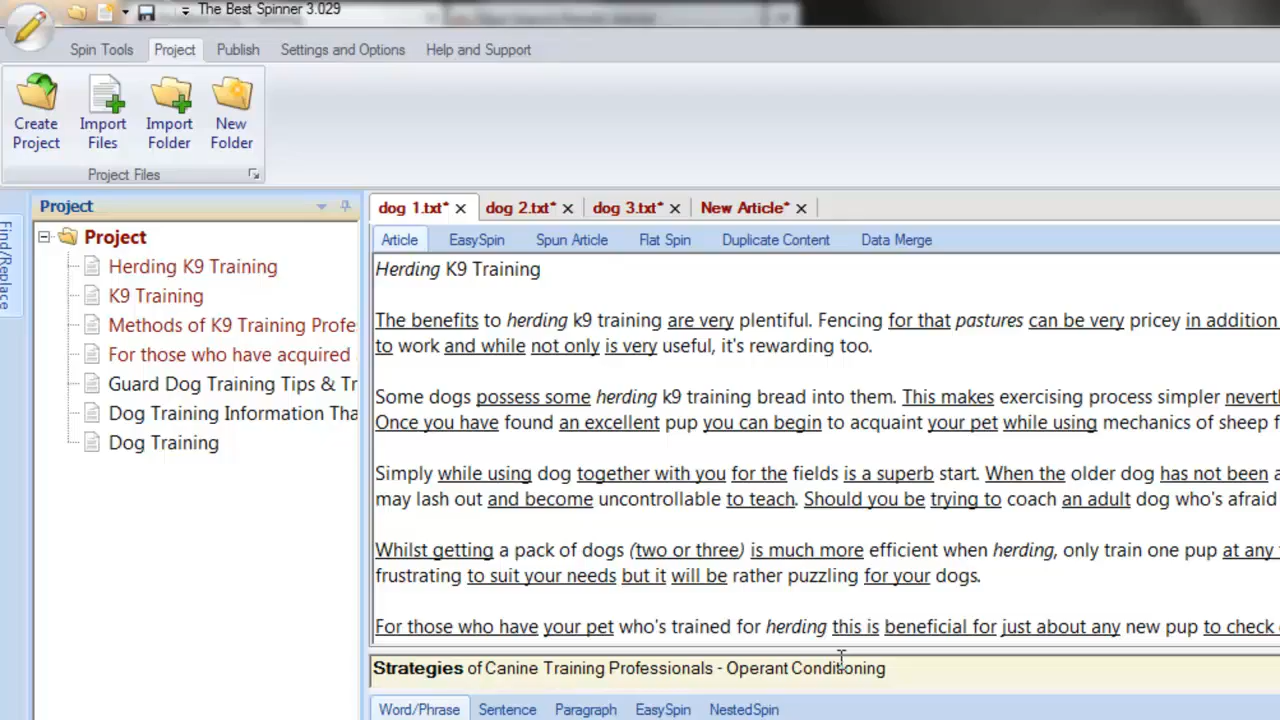 The Best Spinner 3.029
Spin Tools Project Publish Settings and Options Help and Support
Create Project
Import Files
Import Folder
New Folder
Project Files
Find/Replace
Project
Project
Herding K9 Training
K9 Training
Methods of K9 Training Profe
For those who have acquired
Guard Dog Training Tips & Tr
Dog Training Information Tha
Dog Training
dog 1.txt* dog 2.txt* dog 3.txt* New Article*
Article EasySpin Spun Article Flat Spin Duplicate Content Data Merge
Herding K9 Training
The benefits to herding k9 training are very plentiful. Fencing for that pastures can be very pricey in addition
to work and while not only is very useful, it's rewarding too.
Some dogs possess some herding k9 training bread into them. This makes exercising process simpler nevert
Once you have found an excellent pup you can begin to acquaint your pet while using mechanics of sheep f
Simply while using dog together with you for the fields is a superb start. When the older dog has not been a
may lash out and become uncontrollable to teach. Should you be trying to coach an adult dog who's afraid
Whilst getting a pack of dogs (two or three) is much more efficient when herding, only train one pup at any
frustrating to suit your needs but it will be rather puzzling for your dogs.
For those who have your pet who's trained for herding this is beneficial for just about any new pup to check
Strategies of Canine Training Professionals - Operant Conditioning
Word/Phrase Sentence Paragraph EasySpin NestedSpin